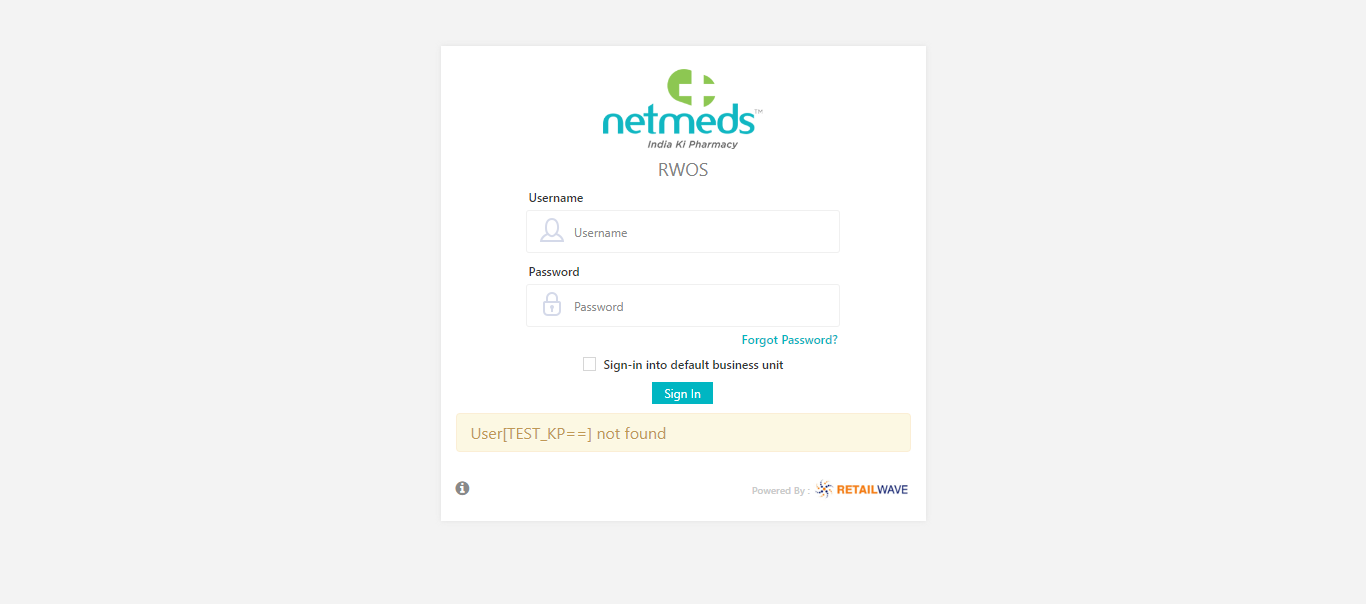 netmeds™
India Ki Pharmacy
RWOS
Username
Username
Password
Password
Forgot Password?
Sign-in into default business unit
Sign In
User[TEST_KP==] not found
Powered By : RETAILWAVE